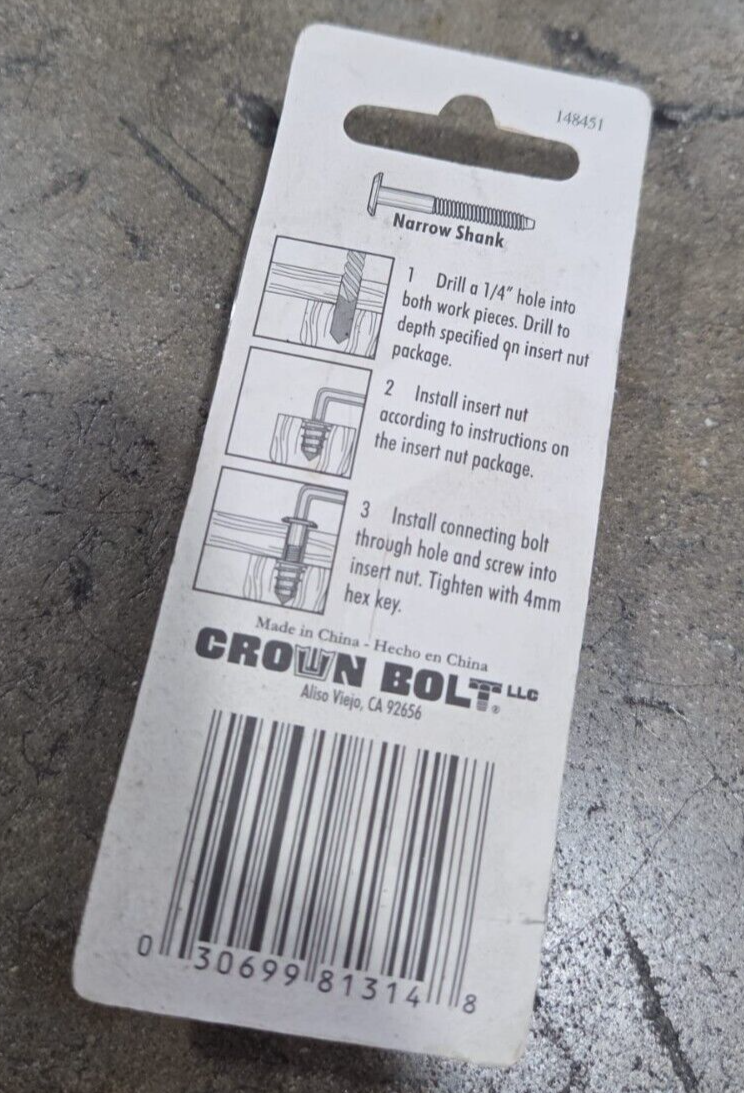 148451
Narrow Shank
1 Drill a 1/4" hole into
both work pieces. Drill to
depth specified on insert nut
package.
2 Install insert nut
according to instructions on
the insert nut package.
3 Install connecting bolt
through hole and screw into
insert nut. Tighten with 4mm
hex key.
Made in China - Hecho en China
CROWN BOLT LLC ®
Aliso Viejo, CA 92656
0 30699 81314 8